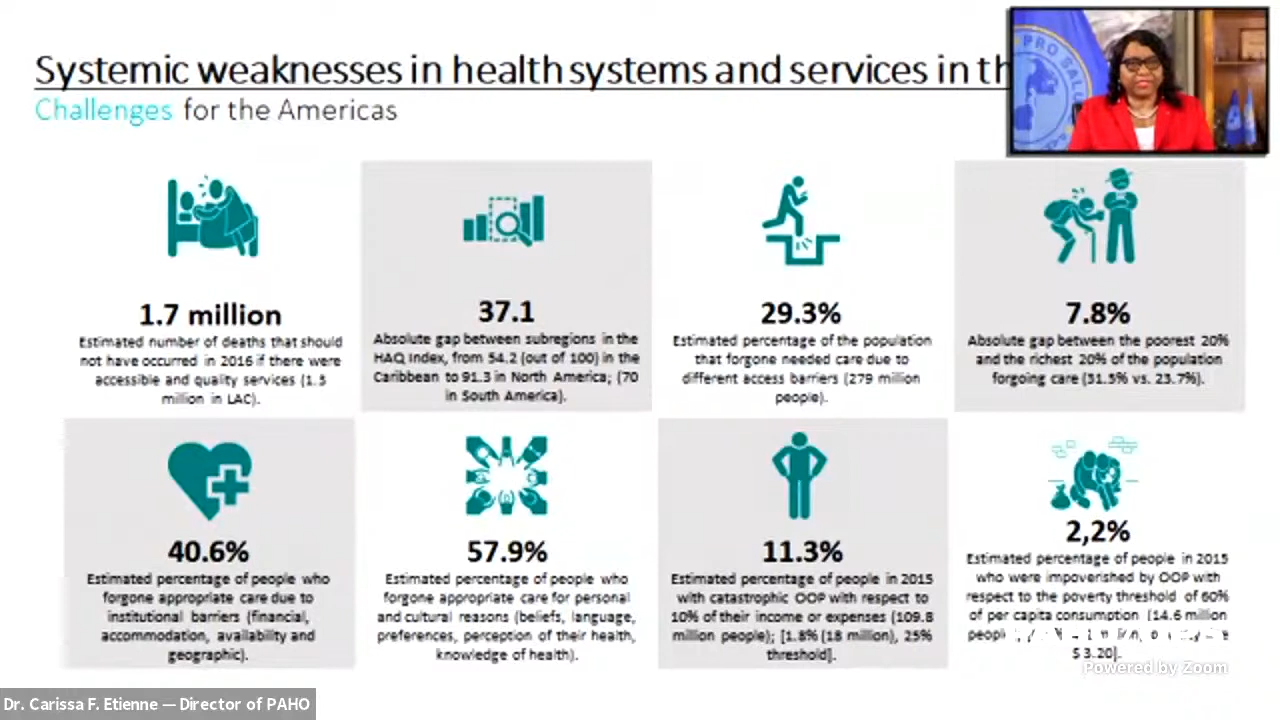 Systemic weaknesses in health systems and services in th
Challenges for the Americas
PRO SALU
1.7 million
Estimated number of deaths that should
not have occurred in 2016 if there were
accessible and quality services (1.5
million in LAC).
37.1
Absolute gap between subregions in the
HAQ Index, from 54.2 (out of 100) in the
Caribbean to 91.3 in North America; (70
in South America).
29.3%
Estimated percentage of the population
that forgone needed care due to
different access barriers (279 million
people).
7.8%
Absolute gap between the poorest 20%
and the richest 20% of the population
forgoing care (31.5% vs. 23.7%).
40.6%
Estimated percentage of people who
forgone appropriate care due to
institutional barriers (financial,
accommodation, availability and
geographic).
57.9%
Estimated percentage of people who
forgone appropriate care for personal
and cultural reasons (beliefs, language,
preferences, perception of their health,
knowledge of health).
11.3%
Estimated percentage of people in 2015
with catastrophic OOP with respect to
10% of their income or expenses (109.8
million people); [1.8% (18 million), 25%
threshold].
2,2%
Estimated percentage of people in 2015
who were impoverished by OOP with
respect to the poverty threshold of 60%
of per capita consumption [14.6 million
$3.20].
Powered by Zoom
Dr. Carissa F. Etienne — Director of PAHO